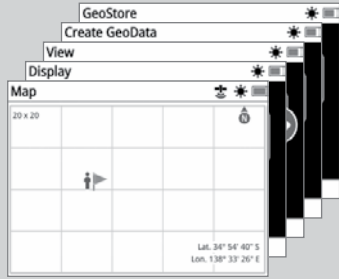 GeoStore
Create GeoData
View
Display
Map
20 x 20
N
Lat. 34° 54' 40" S
Lon. 138° 33' 26" E